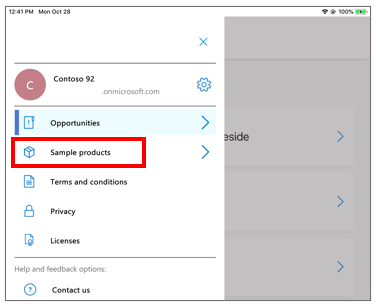 12:41 PM Mon Oct 28
100%
Contoso 92
C
.onmicrosoft.com
Opportunities
eside
Sample products
Terms and conditions
Privacy
Licenses
Help and feedback options:
Contact us